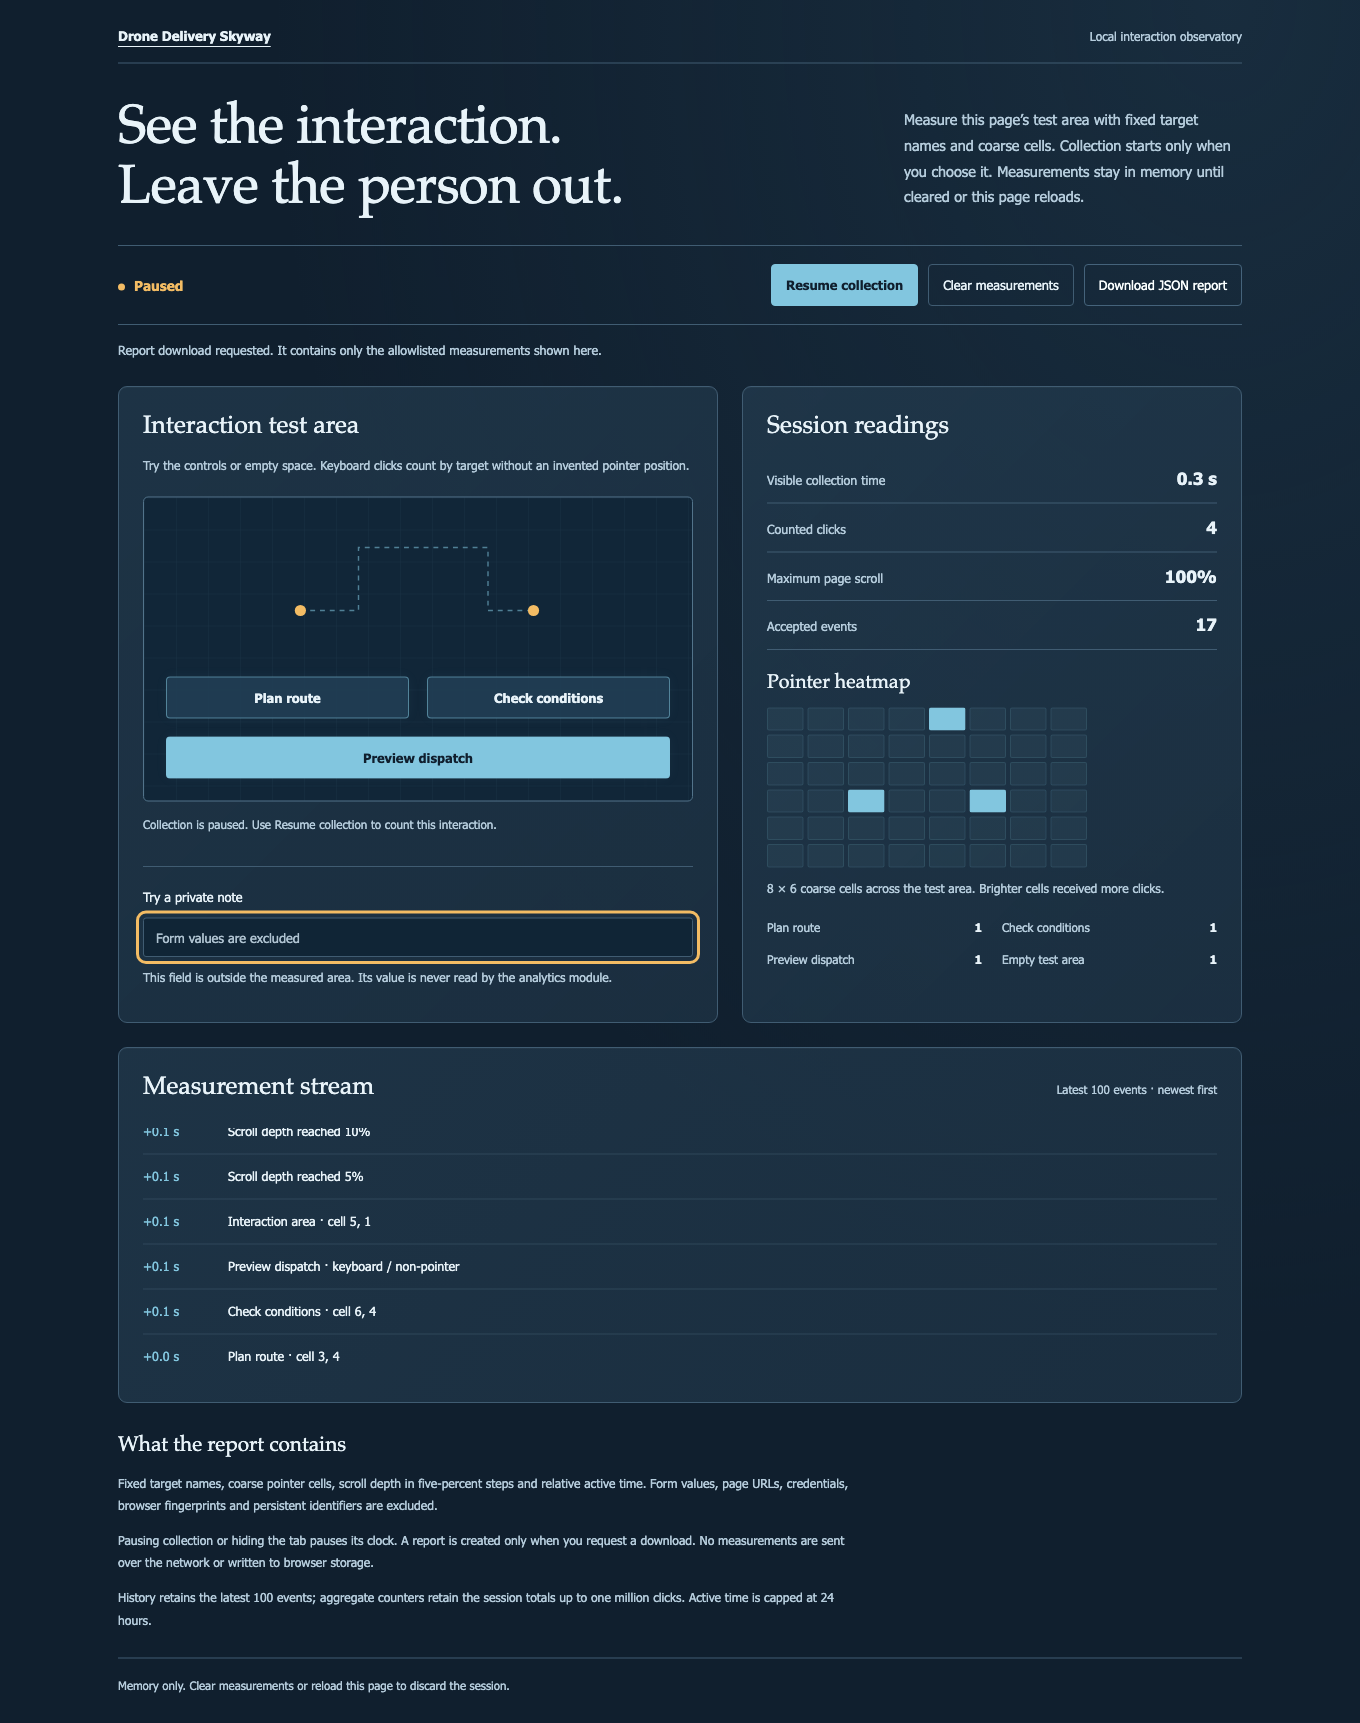 Drone Delivery Skyway
Local interaction observatory
See the interaction.
Leave the person out.
Measure this page's test area with fixed target
names and coarse cells. Collection starts only when
you choose it. Measurements stay in memory until
cleared or this page reloads.
Paused
Resume collection
Clear measurements
Download JSON report
Report download requested. It contains only the allowlisted measurements shown here.
Interaction test area
Try the controls or empty space. Keyboard clicks count by target without an invented pointer position.
Plan route
Check conditions
Preview dispatch
Collection is paused. Use Resume collection to count this interaction.
Try a private note
Form values are excluded
This field is outside the measured area. Its value is never read by the analytics module.
Session readings
Visible collection time 0.3 s
Counted clicks 4
Maximum page scroll 100%
Accepted events 17
Pointer heatmap
8 × 6 coarse cells across the test area. Brighter cells received more clicks.
Plan route 1 Check conditions 1
Preview dispatch 1 Empty test area 1
Measurement stream
Latest 100 events · newest first
+0.1 s Scroll depth reached 10%
+0.1 s Scroll depth reached 5%
+0.1 s Interaction area · cell 5, 1
+0.1 s Preview dispatch · keyboard / non-pointer
+0.1 s Check conditions · cell 6, 4
+0.0 s Plan route · cell 3, 4
What the report contains
Fixed target names, coarse pointer cells, scroll depth in five-percent steps and relative active time. Form values, page URLs, credentials,
browser fingerprints and persistent identifiers are excluded.
Pausing collection or hiding the tab pauses its clock. A report is created only when you request a download. No measurements are sent
over the network or written to browser storage.
History retains the latest 100 events; aggregate counters retain the session totals up to one million clicks. Active time is capped at 24
hours.
Memory only. Clear measurements or reload this page to discard the session.